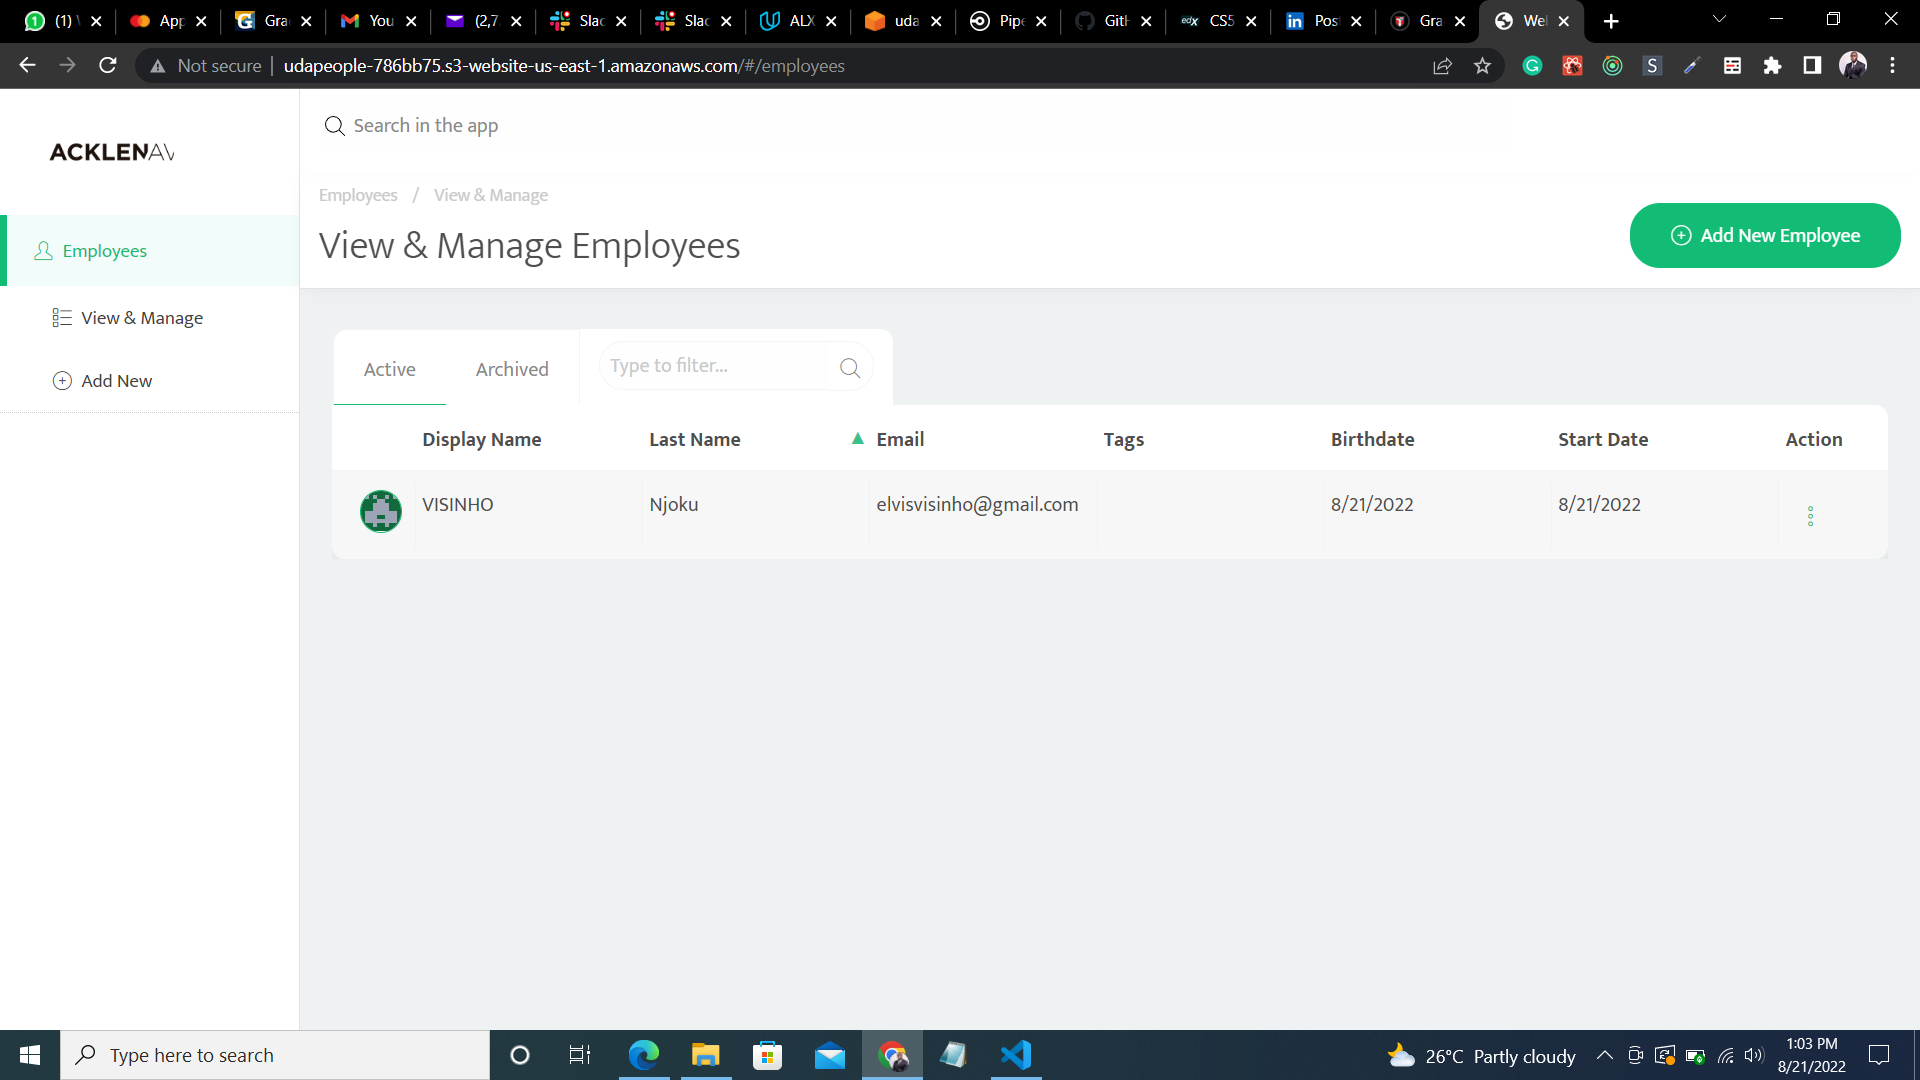 (1) W
App
Gra
You
(2,7
Slac
Slac
ALX
uda
Pipe
GitH
edX CS5
Pos
Gra
Wel
Not secure
udapeople-786bb75.s3-website-us-east-1.amazonaws.com/#/employees
ACKLENAV
Search in the app
Employees / View & Manage
View & Manage Employees
Add New Employee
Employees
View & Manage
Add New
Active Archived Type to filter...
Display Name Last Name Email Tags Birthdate Start Date Action
VISINHO Njoku elvisvisinho@gmail.com 8/21/2022 8/21/2022
Type here to search
26°C Partly cloudy
1:03 PM
8/21/2022